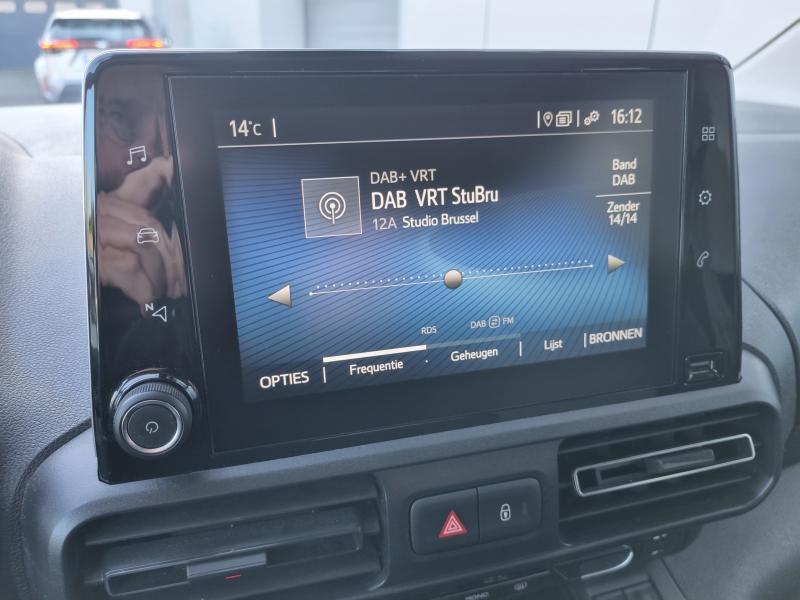 14°C
16:12
DAB+ VRT
DAB VRT StuBru
12A Studio Brussel
Band
DAB
Zender
14/14
N
RDS
DAB FM
OPTIES
Frequentie
Geheugen
Lijst
BRONNEN
MONO